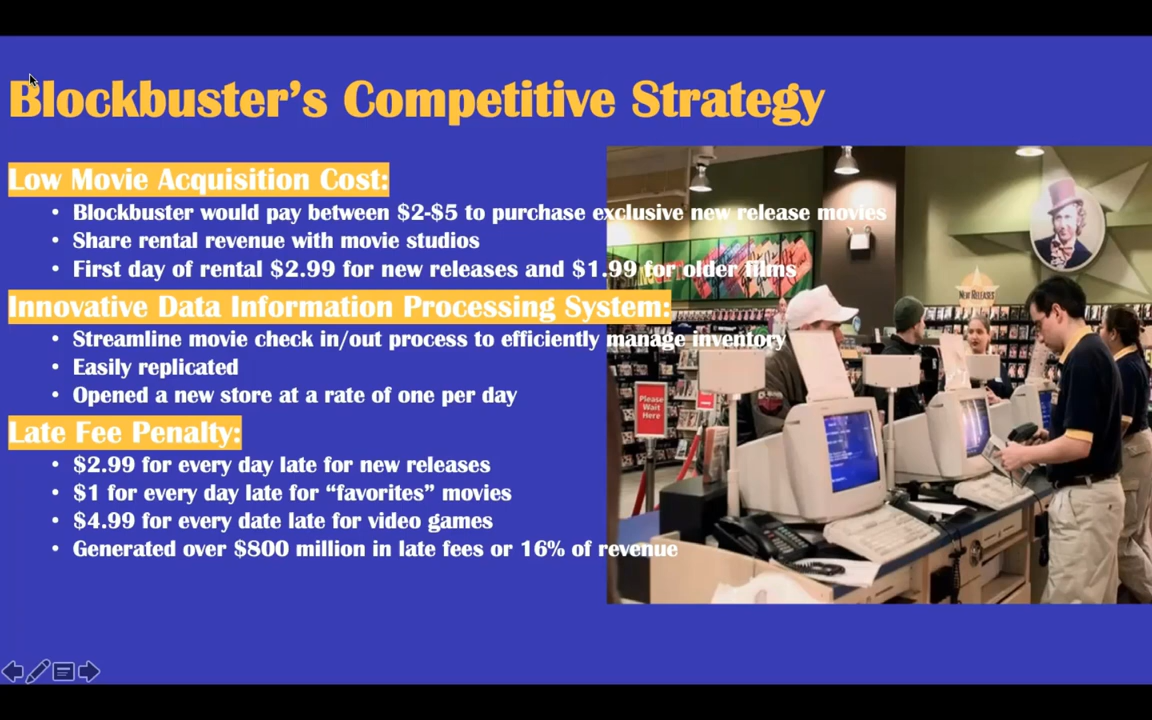 Blockbuster’s Competitive Strategy
Low Movie Acquisition Cost:
• Blockbuster would pay between $2-$5 to purchase exclusive new release movies
• Share rental revenue with movie studios
• First day of rental $2.99 for new releases and $1.99 for older films
Innovative Data Information Processing System:
• Streamline movie check in/out process to efficiently manage inventory
• Easily replicated
• Opened a new store at a rate of one per day
Late Fee Penalty:
• $2.99 for every day late for new releases
• $1 for every day late for “favorites” movies
• $4.99 for every date late for video games
• Generated over $800 million in late fees or 16% of revenue
NEW RELEASES
Please
Wait
Here